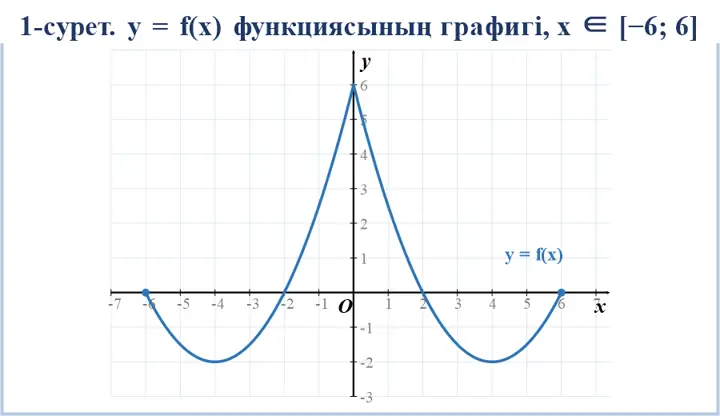 1-сурет. y = f(x) функциясының графигі, x ∈ [−6; 6]
y
6
5
4
3
2
y = f(x)
1
-7 -6 -5 -4 -3 -2 -1 O 1 2 3 4 5 6 7 x
-1
-2
-3